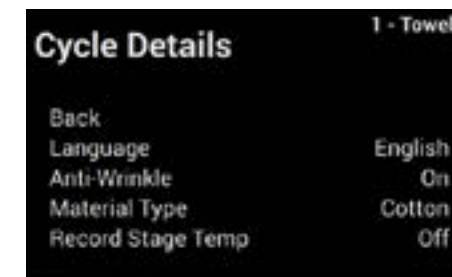 1 - Towel
Cycle Details
Back
Language English
Anti-Wrinkle On
Material Type Cotton
Record Stage Temp Off